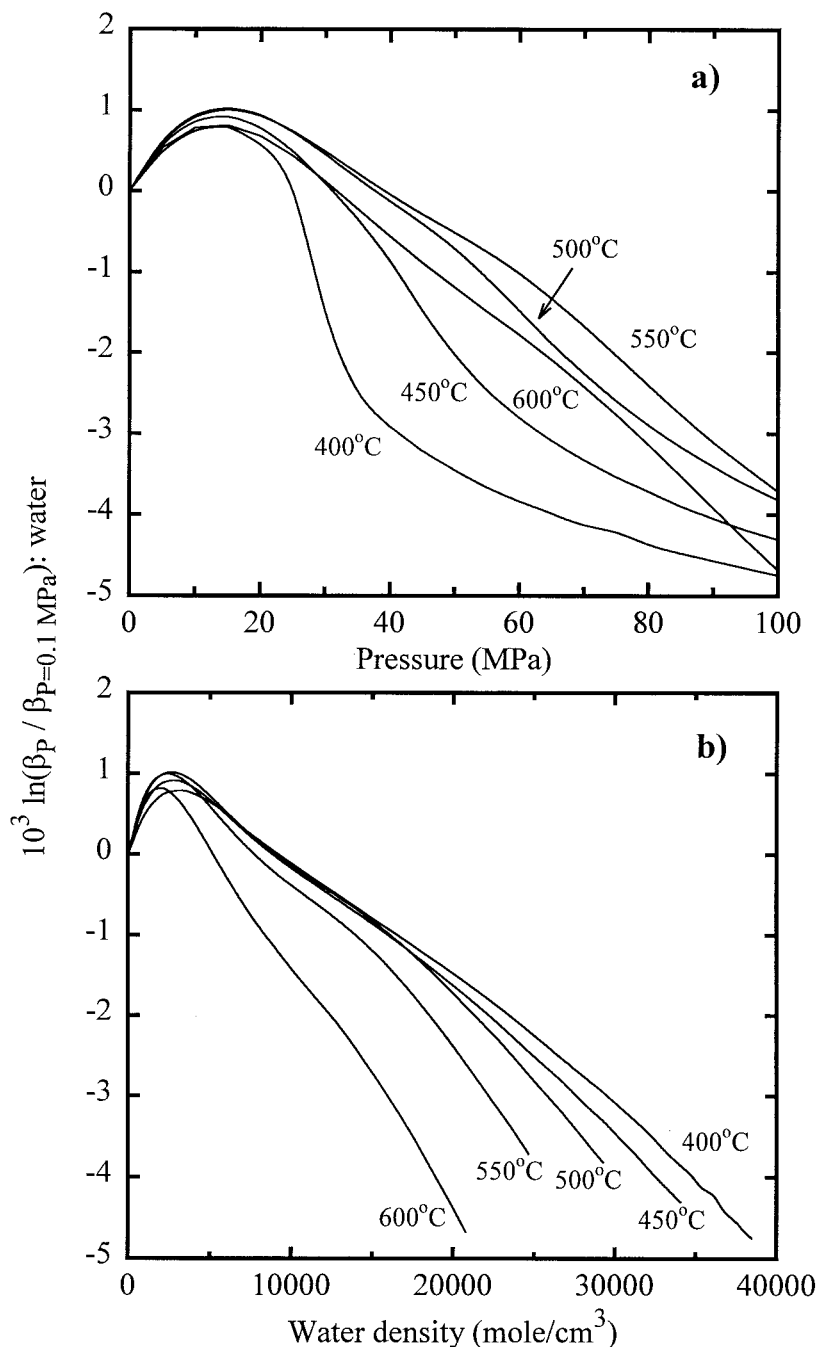 a)
2
1
0
-1
-2
-3
-4
-5
500°C
550°C
450°C
600°C
400°C
0 20 40 60 80 100
Pressure (MPa)
10³ ln(βP / βP=0.1 MPa): water
b)
2
1
0
-1
-2
-3
-4
-5
400°C
550°C
500°C
450°C
600°C
0 10000 20000 30000 40000
Water density (mole/cm³)